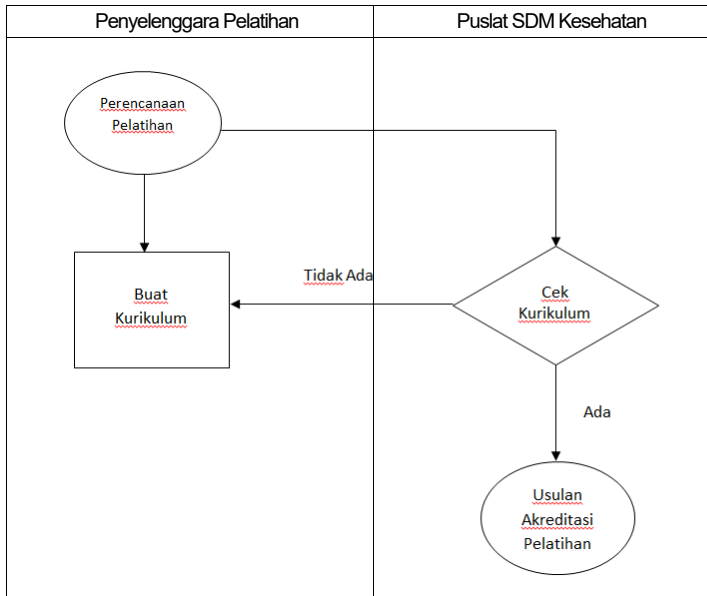 Penyelenggara Pelatihan
Puslat SDM Kesehatan
Perencanaan
Pelatihan
Tidak Ada
Buat
Kurikulum
Cek
Kurikulum
Ada
Usulan
Akreditasi
Pelatihan